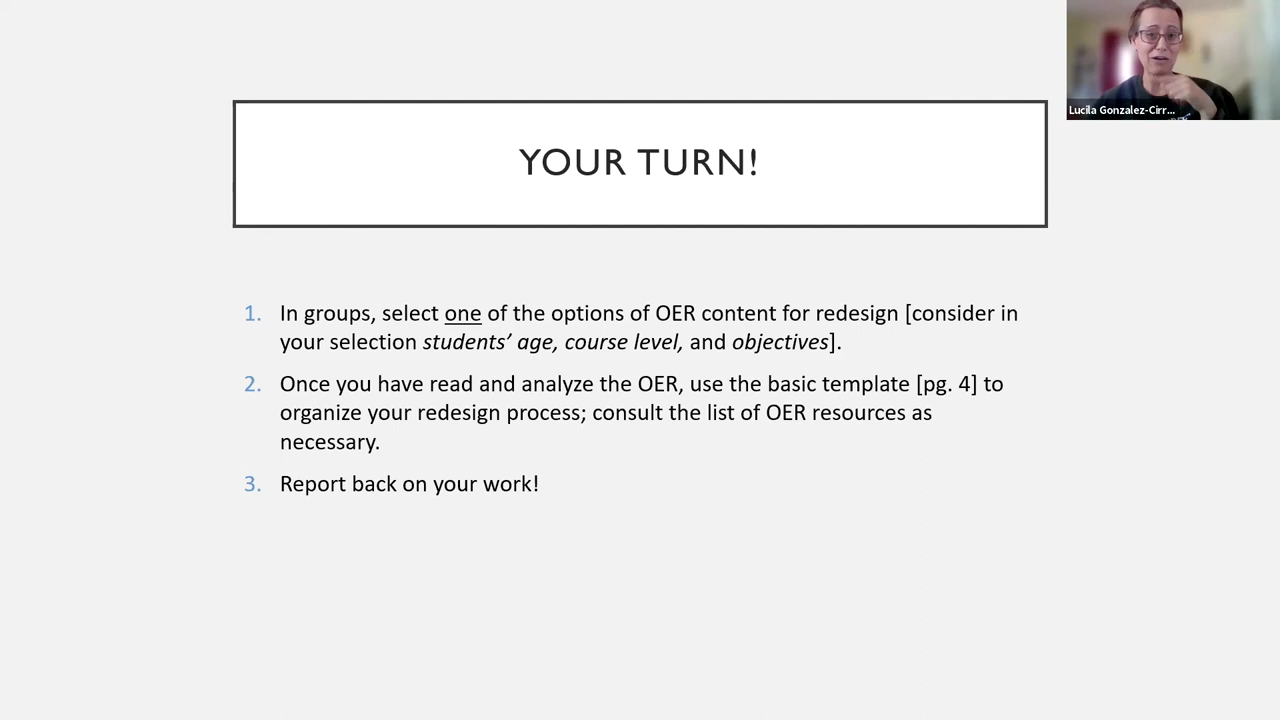 Lucila Gonzalez-Cirr...
YOUR TURN!
1. In groups, select one of the options of OER content for redesign [consider in
your selection students’ age, course level, and objectives].
2. Once you have read and analyze the OER, use the basic template [pg. 4] to
organize your redesign process; consult the list of OER resources as
necessary.
3. Report back on your work!